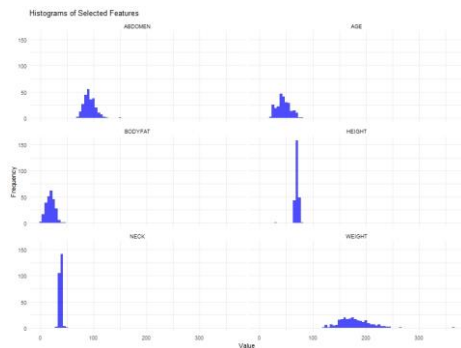 Histograms of Selected Features
ABDOMEN AGE
150
100
50
0
BODYFAT HEIGHT
150
100
50
0
NECK WEIGHT
150
100
50
0
0 100 200 300 0 100 200 300
Frequency
Value